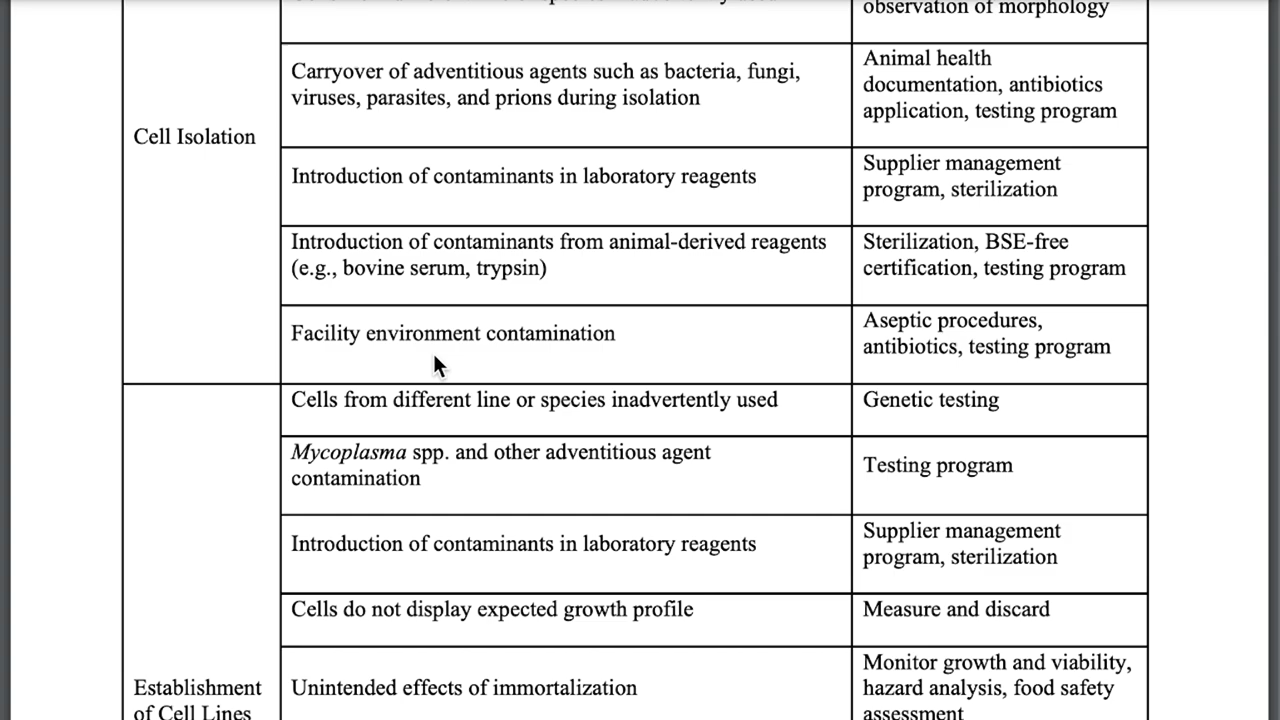 observation of morphology
Carryover of adventitious agents such as bacteria, fungi,
viruses, parasites, and prions during isolation
Animal health
documentation, antibiotics
application, testing program
Cell Isolation
Introduction of contaminants in laboratory reagents
Supplier management
program, sterilization
Introduction of contaminants from animal-derived reagents
(e.g., bovine serum, trypsin)
Sterilization, BSE-free
certification, testing program
Facility environment contamination
Aseptic procedures,
antibiotics, testing program
Cells from different line or species inadvertently used
Genetic testing
Mycoplasma spp. and other adventitious agent
contamination
Testing program
Introduction of contaminants in laboratory reagents
Supplier management
program, sterilization
Cells do not display expected growth profile
Measure and discard
Establishment
of Cell Lines
Unintended effects of immortalization
Monitor growth and viability,
hazard analysis, food safety
assessment